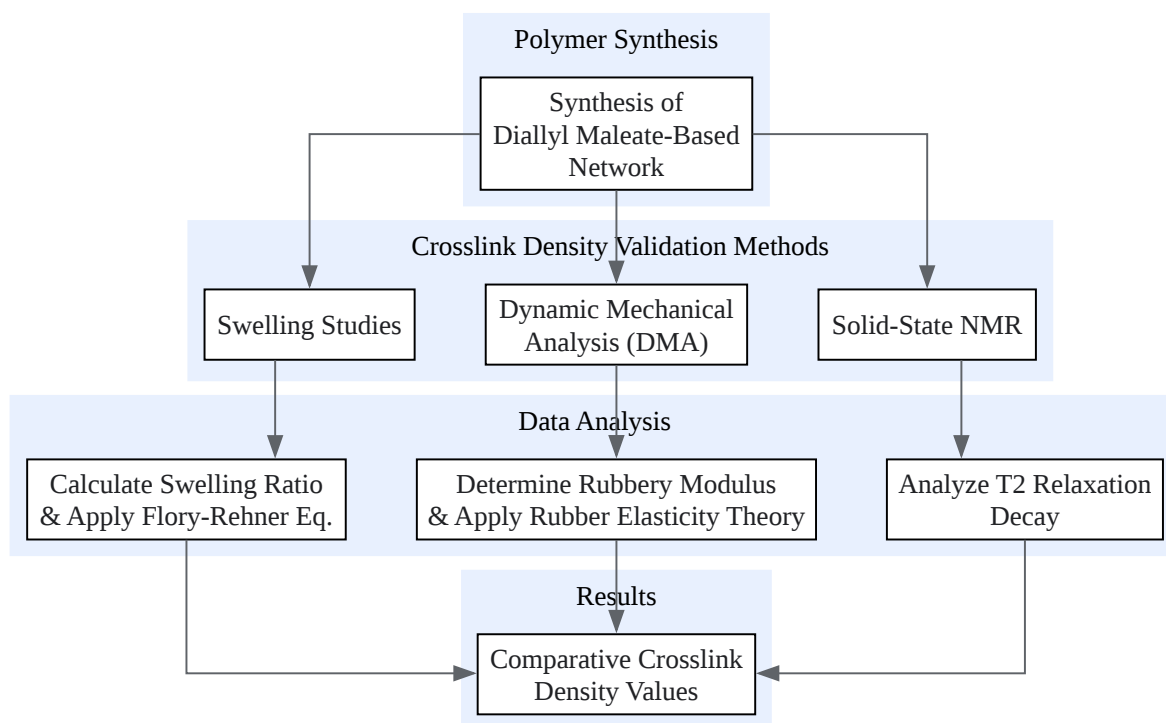 Polymer Synthesis
Synthesis of
Diallyl Maleate-Based
Network
Crosslink Density Validation Methods
Swelling Studies
Dynamic Mechanical
Analysis (DMA)
Solid-State NMR
Data Analysis
Calculate Swelling Ratio
& Apply Flory-Rehner Eq.
Determine Rubbery Modulus
& Apply Rubber Elasticity Theory
Analyze T2 Relaxation
Decay
Results
Comparative Crosslink
Density Values